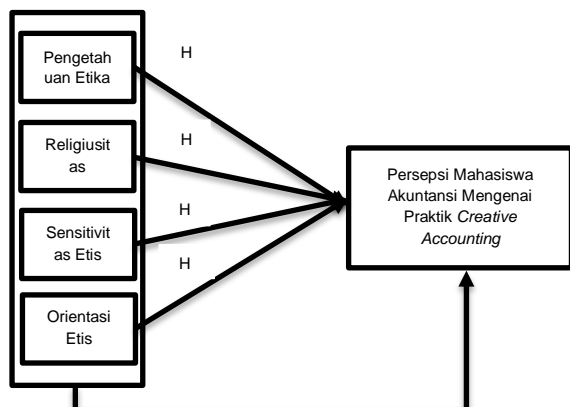 Pengetah
uan Etika
H
Religiusit
as
H
Sensitivit
as Etis
H
Orientasi
Etis
H
Persepsi Mahasiswa
Akuntansi Mengenai
Praktik Creative
Accounting